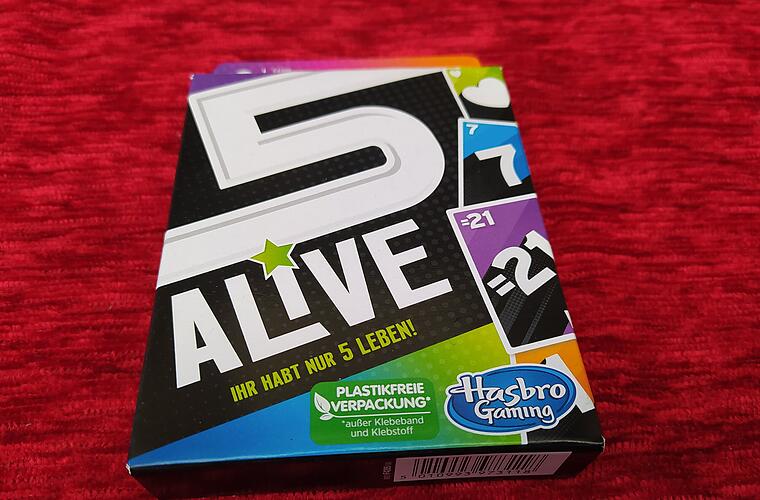 5
ALiVE
IHR HABT NUR 5 LEBEN!
7
7
=21
=21
PLASTIKFREIE
VERPACKUNG*
*außer Klebeband
und Klebstoff
Hasbro
Gaming